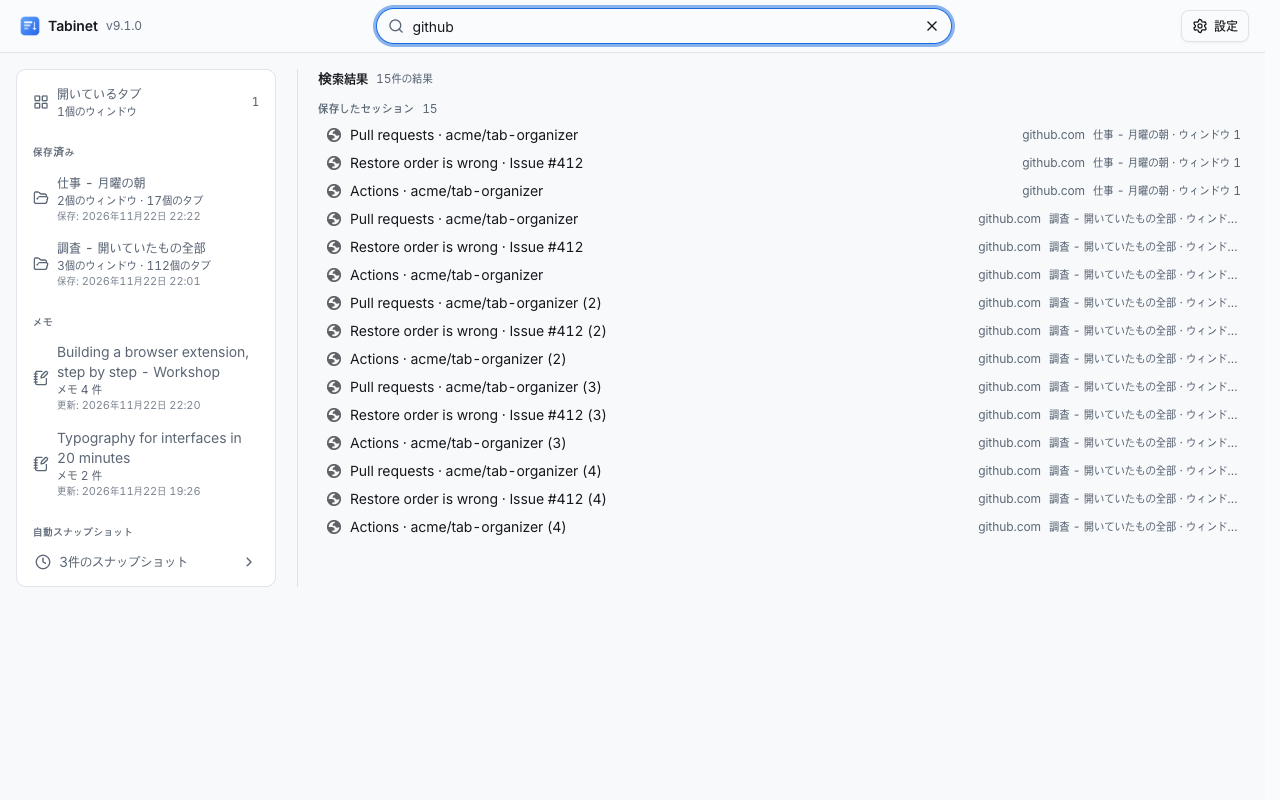 Tabinet v9.1.0
github
設定
開いているタブ
1個のウィンドウ
1
保存済み
仕事 - 月曜の朝
2個のウィンドウ · 17個のタブ
保存: 2026年11月22日 22:22
調査 - 開いていたもの全部
3個のウィンドウ · 112個のタブ
保存: 2026年11月22日 22:01
メモ
Building a browser extension,
step by step - Workshop
メモ 4 件
更新: 2026年11月22日 22:20
Typography for interfaces in
20 minutes
メモ 2 件
更新: 2026年11月22日 19:26
自動スナップショット
3件のスナップショット
検索結果 15件の結果
保存したセッション 15
Pull requests · acme/tab-organizer github.com 仕事 - 月曜の朝 · ウィンドウ 1
Restore order is wrong · Issue #412 github.com 仕事 - 月曜の朝 · ウィンドウ 1
Actions · acme/tab-organizer github.com 仕事 - 月曜の朝 · ウィンドウ 1
Pull requests · acme/tab-organizer github.com 調査 - 開いていたもの全部 · ウィンド...
Restore order is wrong · Issue #412 github.com 調査 - 開いていたもの全部 · ウィンド...
Actions · acme/tab-organizer github.com 調査 - 開いていたもの全部 · ウィンド...
Pull requests · acme/tab-organizer (2) github.com 調査 - 開いていたもの全部 · ウィンド...
Restore order is wrong · Issue #412 (2) github.com 調査 - 開いていたもの全部 · ウィンド...
Actions · acme/tab-organizer (2) github.com 調査 - 開いていたもの全部 · ウィンド...
Pull requests · acme/tab-organizer (3) github.com 調査 - 開いていたもの全部 · ウィンド...
Restore order is wrong · Issue #412 (3) github.com 調査 - 開いていたもの全部 · ウィンド...
Actions · acme/tab-organizer (3) github.com 調査 - 開いていたもの全部 · ウィンド...
Pull requests · acme/tab-organizer (4) github.com 調査 - 開いていたもの全部 · ウィンド...
Restore order is wrong · Issue #412 (4) github.com 調査 - 開いていたもの全部 · ウィンド...
Actions · acme/tab-organizer (4) github.com 調査 - 開いていたもの全部 · ウィンド...